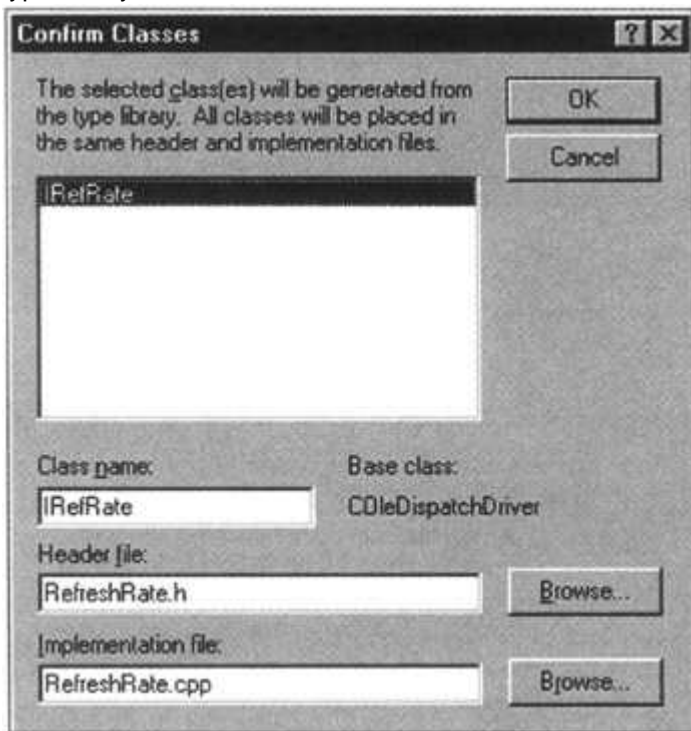 Confirm Classes
The selected class(es) will be generated from
the type library. All classes will be placed in
the same header and implementation files.
OK
Cancel
IRefRate
Class name:
Base class:
IRefRate
COleDispatchDriver
Header file:
RefreshRate.h
Browse...
Implementation file:
RefreshRate.cpp
Browse...